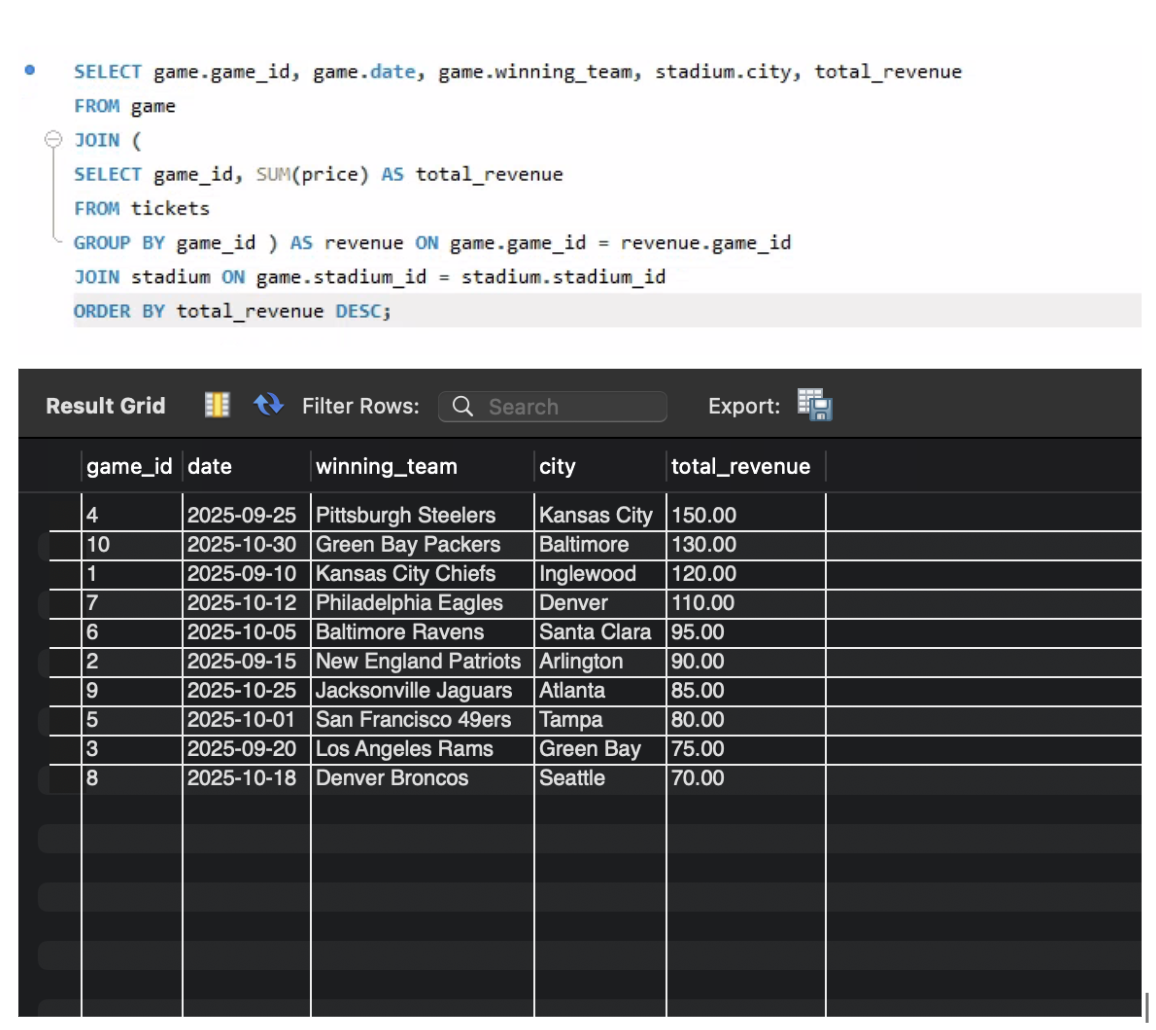 SELECT game.game_id, game.date, game.winning_team, stadium.city, total_revenue
FROM game
JOIN (
SELECT game_id, SUM(price) AS total_revenue
FROM tickets
GROUP BY game_id ) AS revenue ON game.game_id = revenue.game_id
JOIN stadium ON game.stadium_id = stadium.stadium_id
ORDER BY total_revenue DESC;
Result Grid Filter Rows: Search Export:
game_id date winning_team city total_revenue
4 2025-09-25 Pittsburgh Steelers Kansas City 150.00
10 2025-10-30 Green Bay Packers Baltimore 130.00
1 2025-09-10 Kansas City Chiefs Inglewood 120.00
7 2025-10-12 Philadelphia Eagles Denver 110.00
6 2025-10-05 Baltimore Ravens Santa Clara 95.00
2 2025-09-15 New England Patriots Arlington 90.00
9 2025-10-25 Jacksonville Jaguars Atlanta 85.00
5 2025-10-01 San Francisco 49ers Tampa 80.00
3 2025-09-20 Los Angeles Rams Green Bay 75.00
8 2025-10-18 Denver Broncos Seattle 70.00